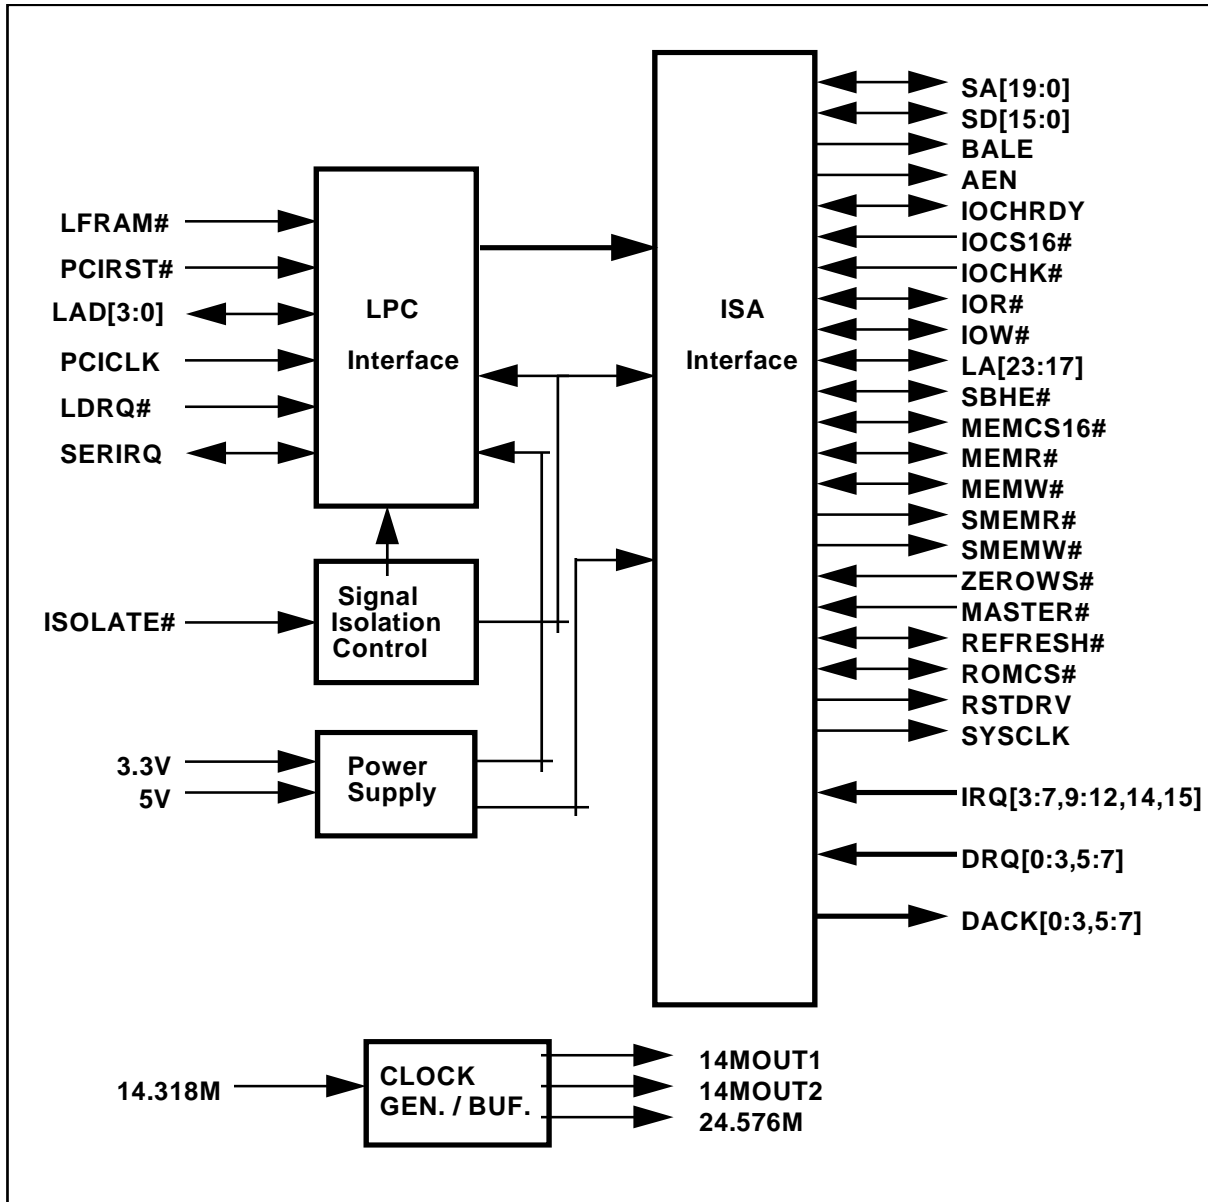 LFRAM#
PCIRST#
LAD[3:0]
PCICLK
LDRQ#
SERIRQ
LPC
Interface
ISOLATE#
Signal
Isolation
Control
3.3V
5V
Power
Supply
ISA
Interface
SA[19:0]
SD[15:0]
BALE
AEN
IOCHRDY
IOCS16#
IOCHK#
IOR#
IOW#
LA[23:17]
SBHE#
MEMCS16#
MEMR#
MEMW#
SMEMR#
SMEMW#
ZEROWS#
MASTER#
REFRESH#
ROMCS#
RSTDRV
SYSCLK
IRQ[3:7,9:12,14,15]
DRQ[0:3,5:7]
DACK[0:3,5:7]
14.318M
CLOCK
GEN. / BUF.
14MOUT1
14MOUT2
24.576M